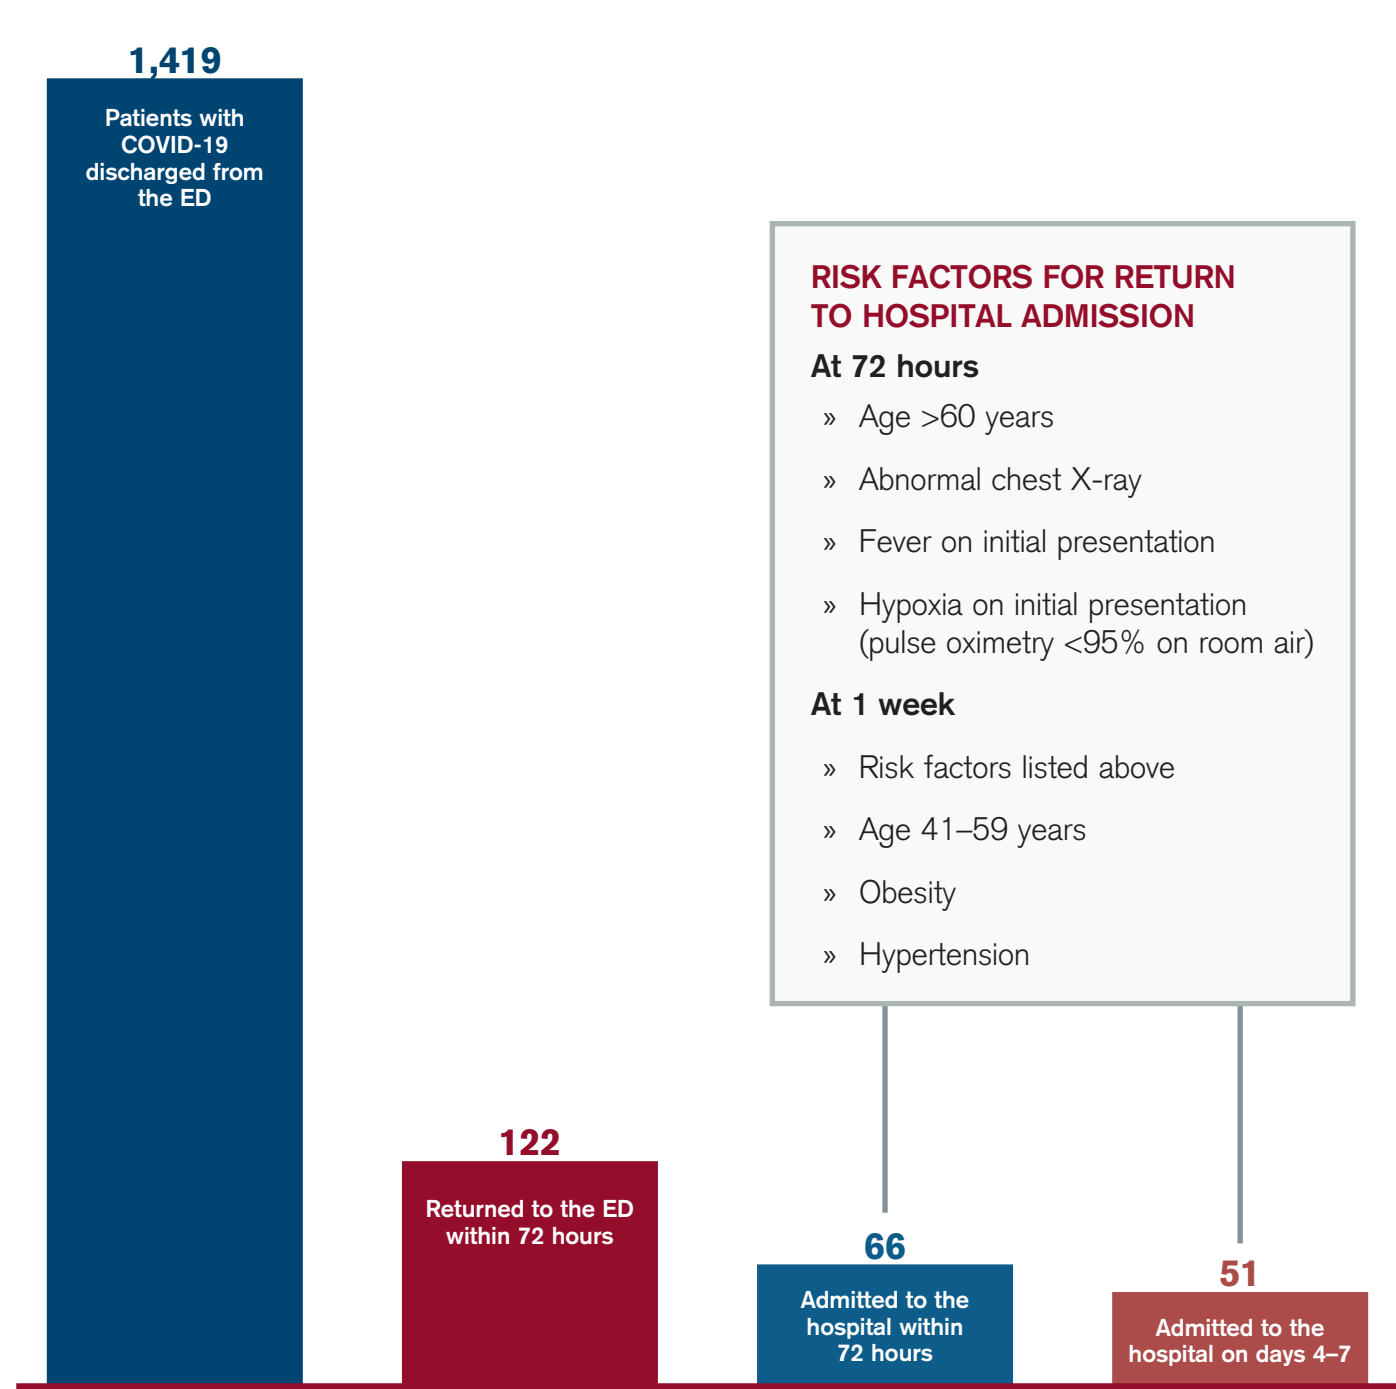 1,419
Patients with
COVID-19
discharged from
the ED
RISK FACTORS FOR RETURN
TO HOSPITAL ADMISSION
At 72 hours
» Age >60 years
» Abnormal chest X-ray
» Fever on initial presentation
» Hypoxia on initial presentation
(pulse oximetry <95% on room air)
At 1 week
» Risk factors listed above
» Age 41–59 years
» Obesity
» Hypertension
122
Returned to the ED
within 72 hours
66
Admitted to the
hospital within
72 hours
51
Admitted to the
hospital on days 4–7